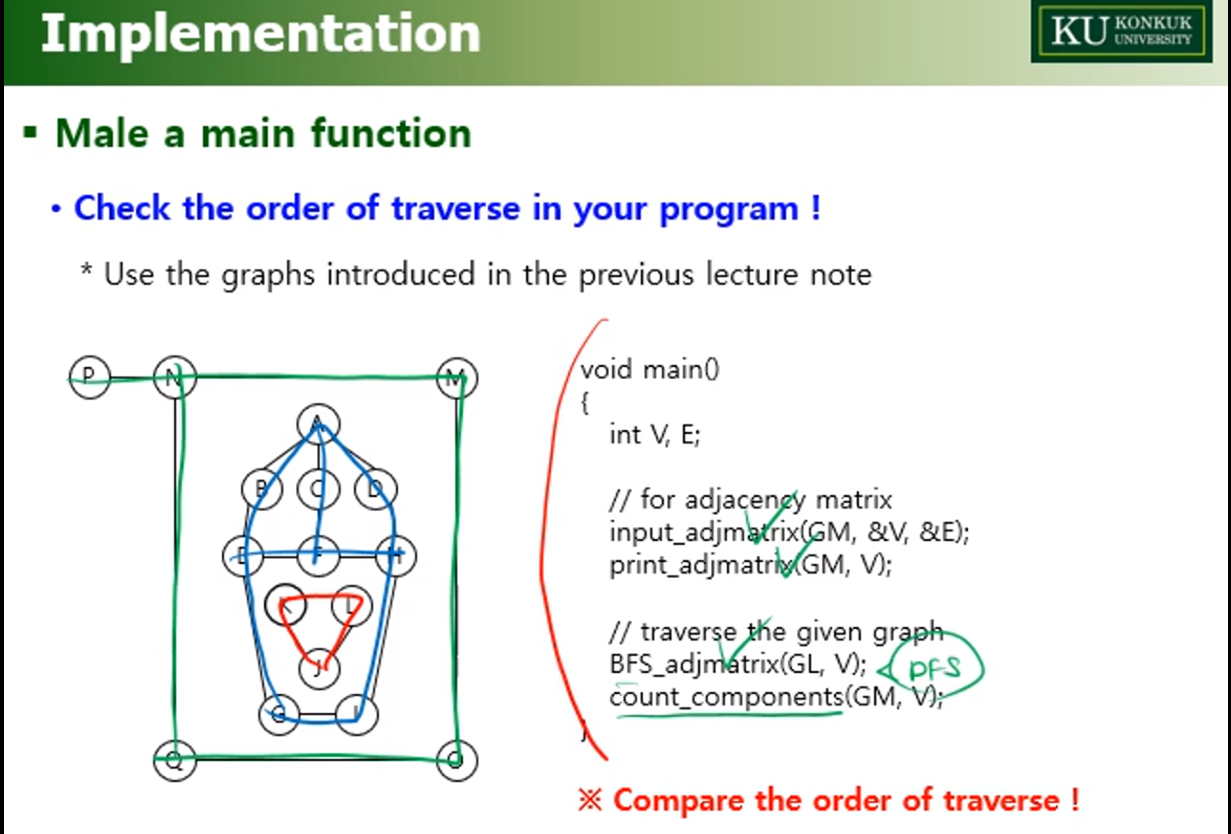 Implementation
KU KONKUK
UNIVERSITY
▪ Male a main function
• Check the order of traverse in your program !
* Use the graphs introduced in the previous lecture note
P N M
A
B C D
E F H
K L
J
G I
Q O
void main()
{
int V, E;
// for adjacency matrix
input_adjmatrix(GM, &V, &E);
print_adjmatrix(GM, V);
// traverse the given graph
BFS_adjmatrix(GL, V);
DFS
count_components(GM, V);
}
※ Compare the order of traverse !